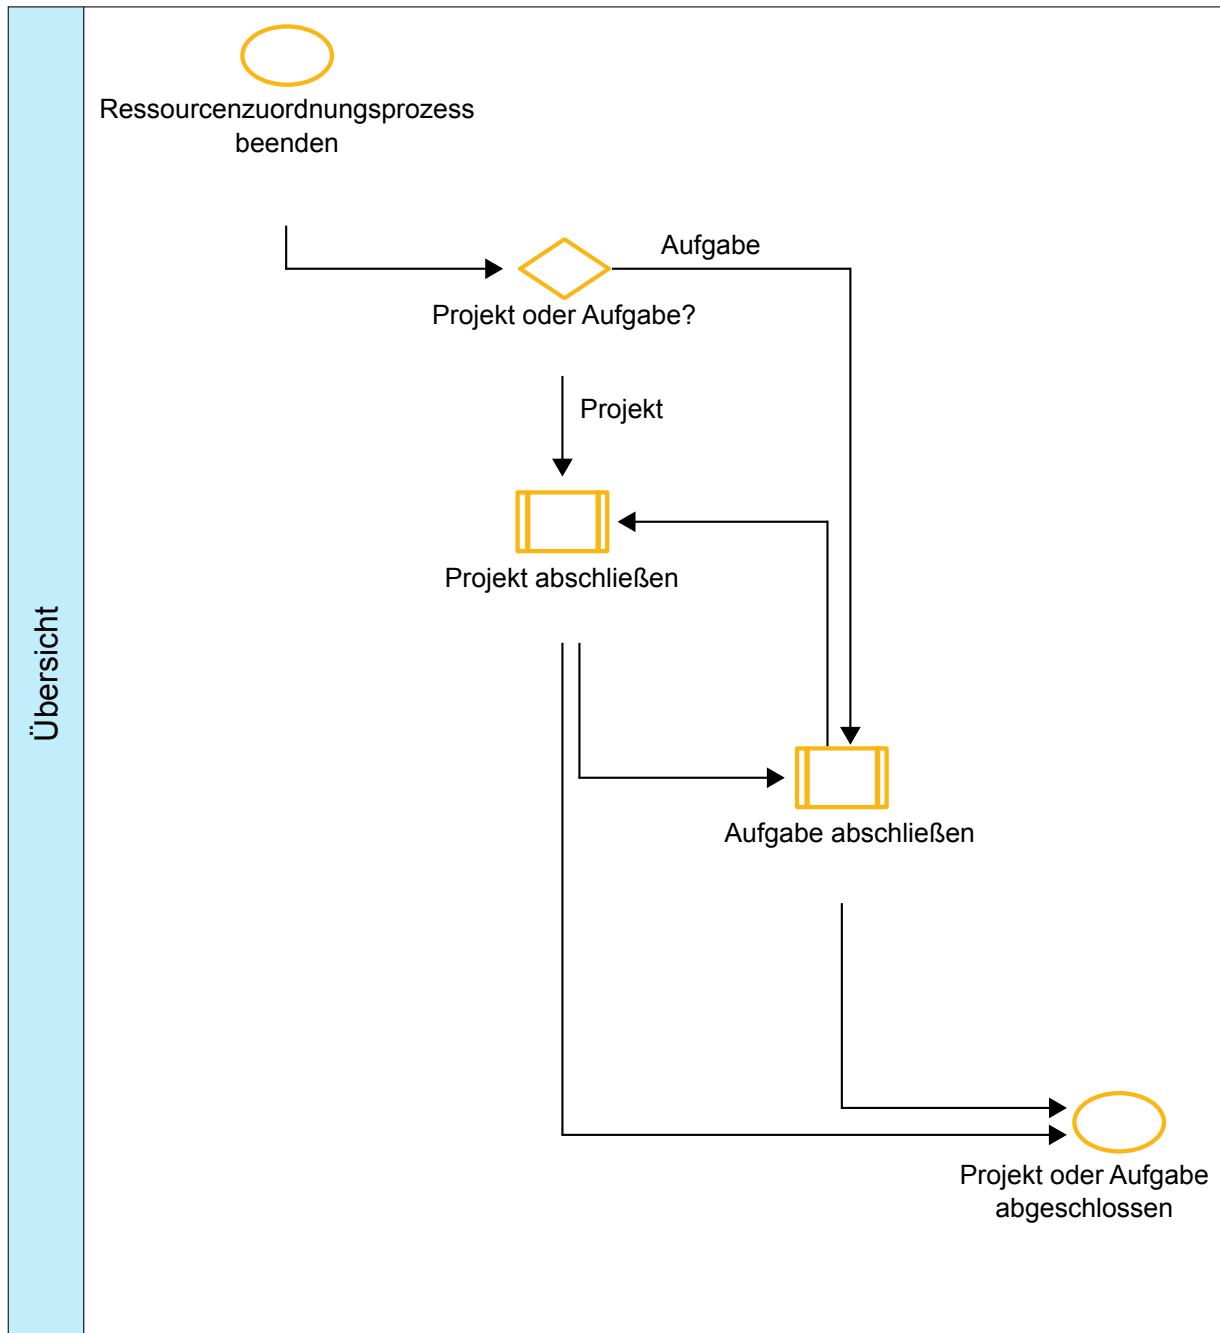 Übersicht
Ressourcenzuordnungsprozess
beenden
Aufgabe
Projekt oder Aufgabe?
Projekt
Projekt abschließen
Aufgabe abschließen
Projekt oder Aufgabe
abgeschlossen